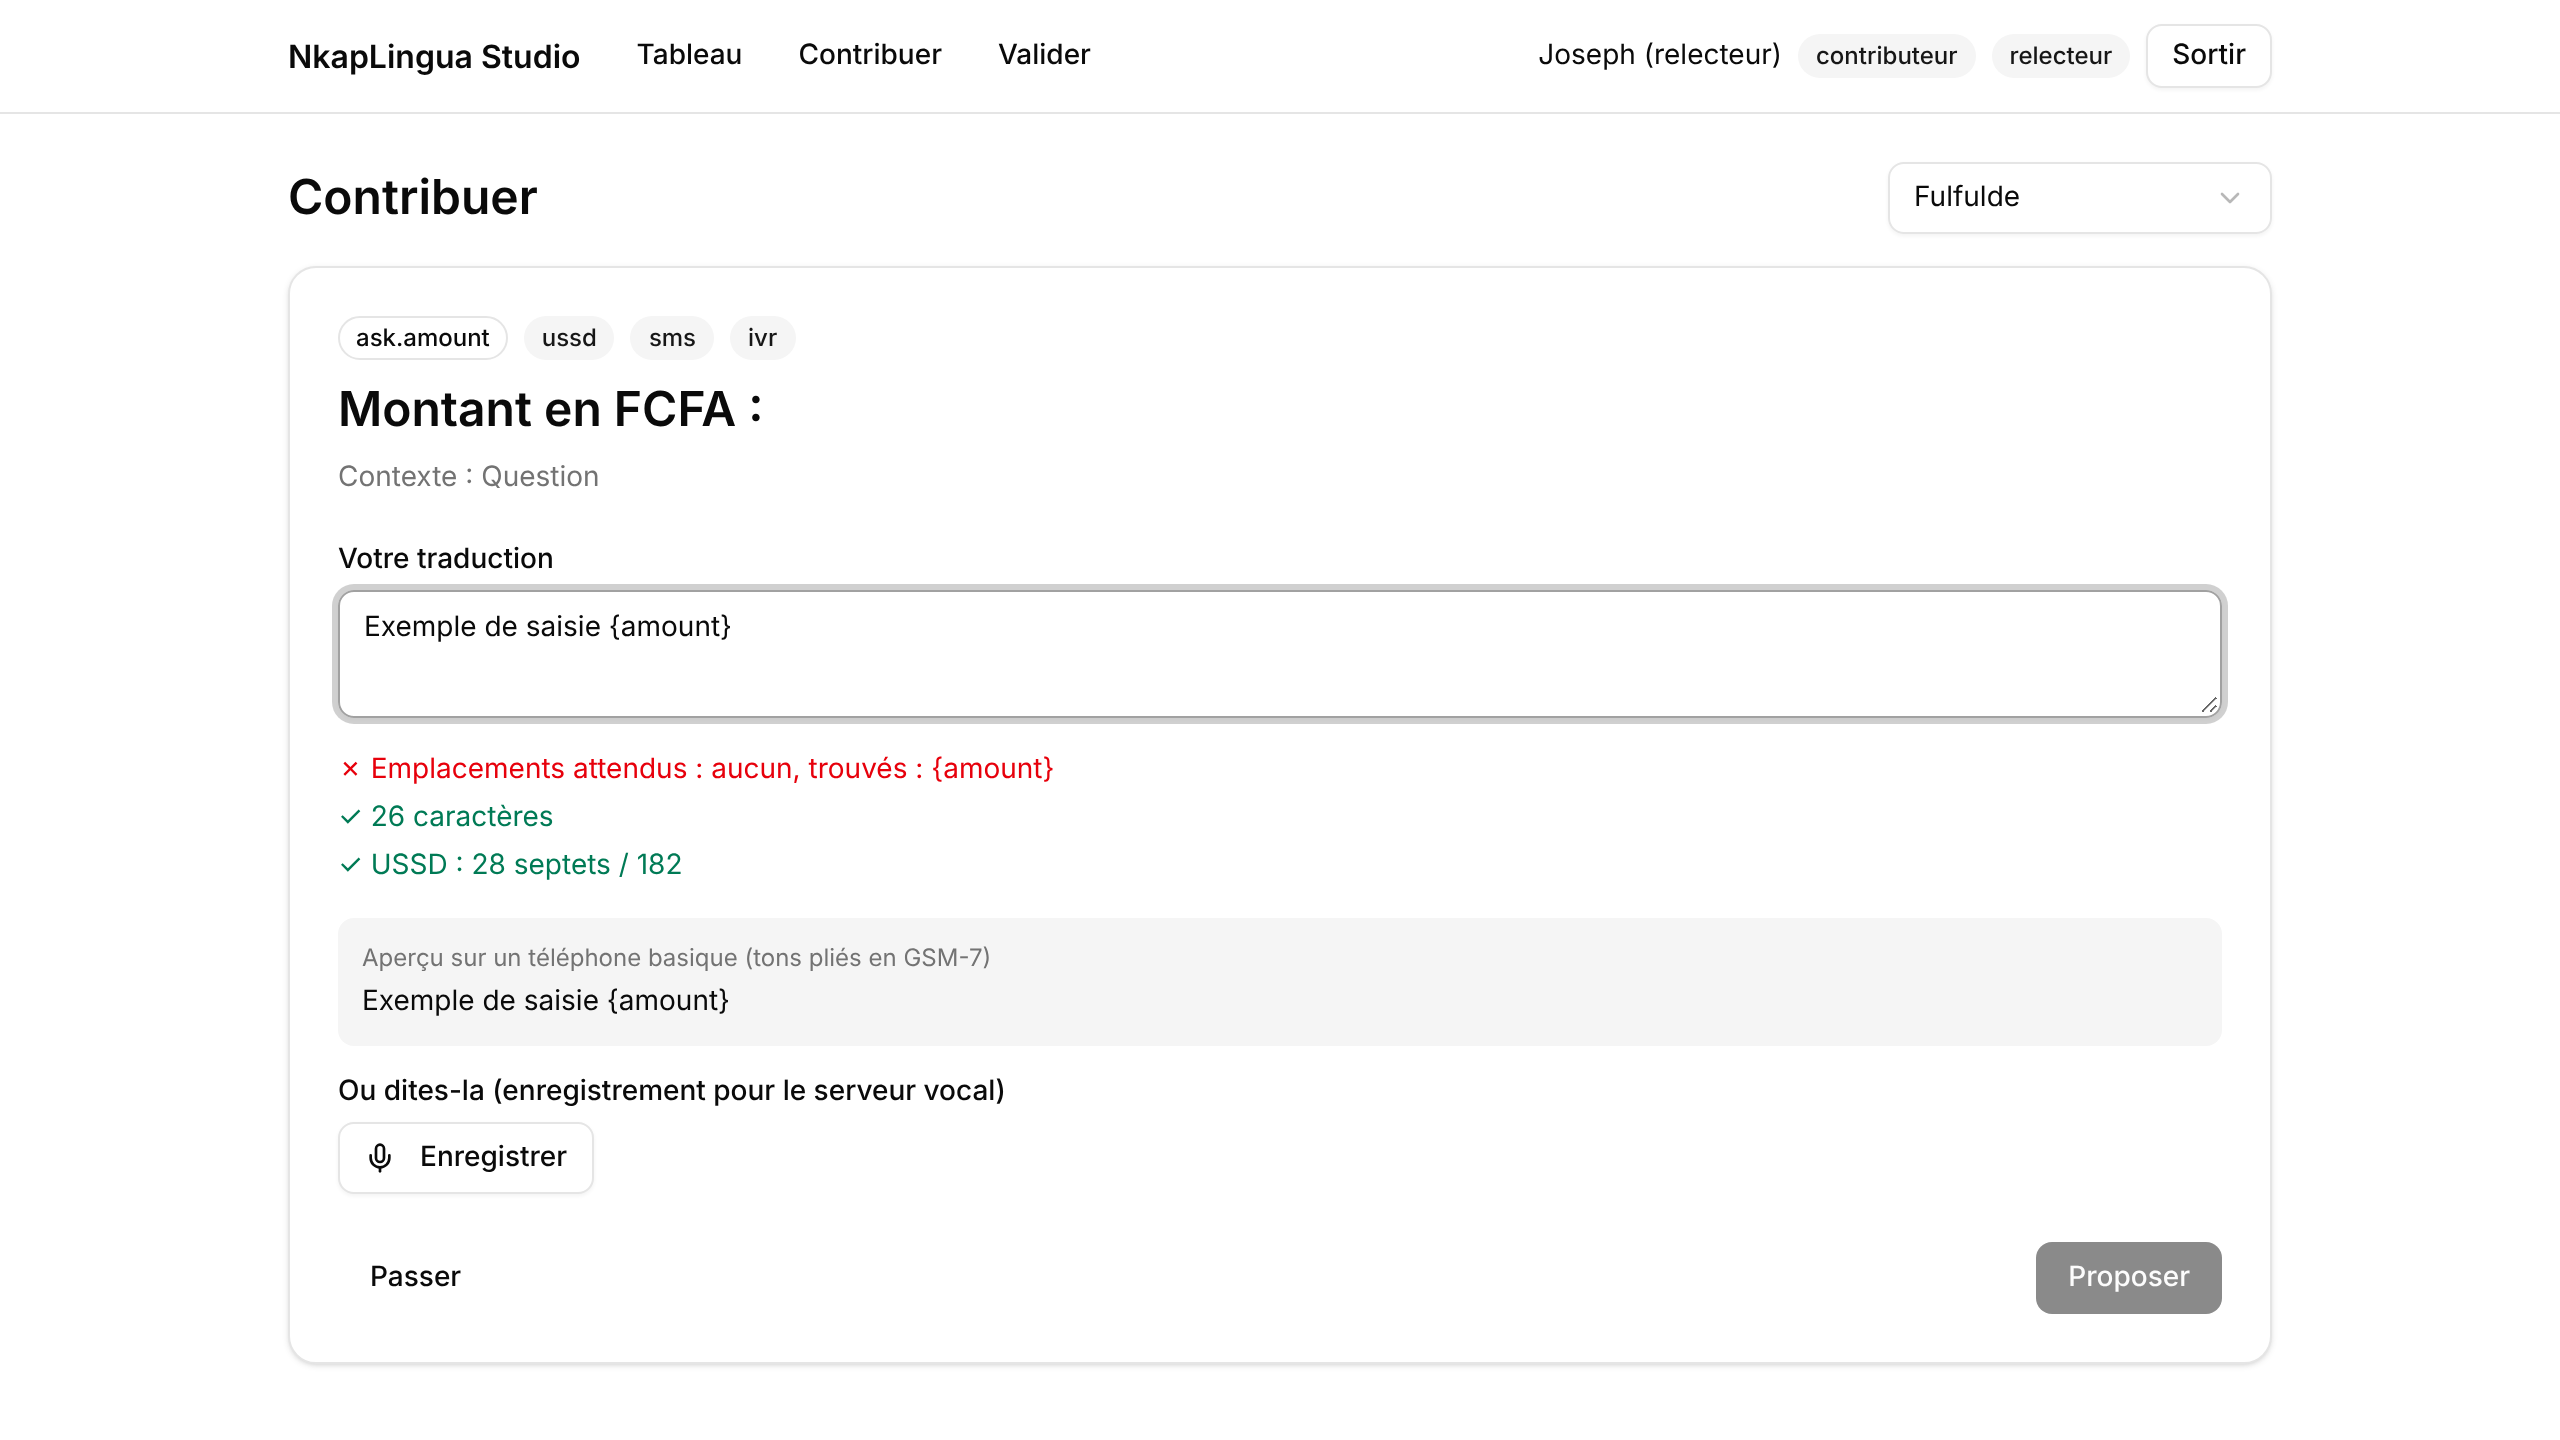 NkapLingua Studio Tableau Contribuer Valider Joseph (relecteur) contributeur relecteur Sortir
Contribuer Fulfulde
ask.amount ussd sms ivr
Montant en FCFA :
Contexte : Question
Votre traduction
Exemple de saisie {amount}
× Emplacements attendus : aucun, trouvés : {amount}
✓ 26 caractères
✓ USSD : 28 septets / 182
Aperçu sur un téléphone basique (tons pliés en GSM-7)
Exemple de saisie {amount}
Ou dites-la (enregistrement pour le serveur vocal)
Enregistrer
Passer Proposer